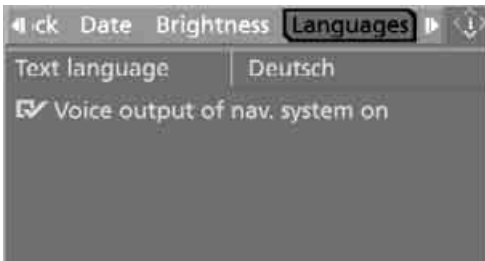 ck Date Brightness Languages
Text language Deutsch
Voice output of nav. system on